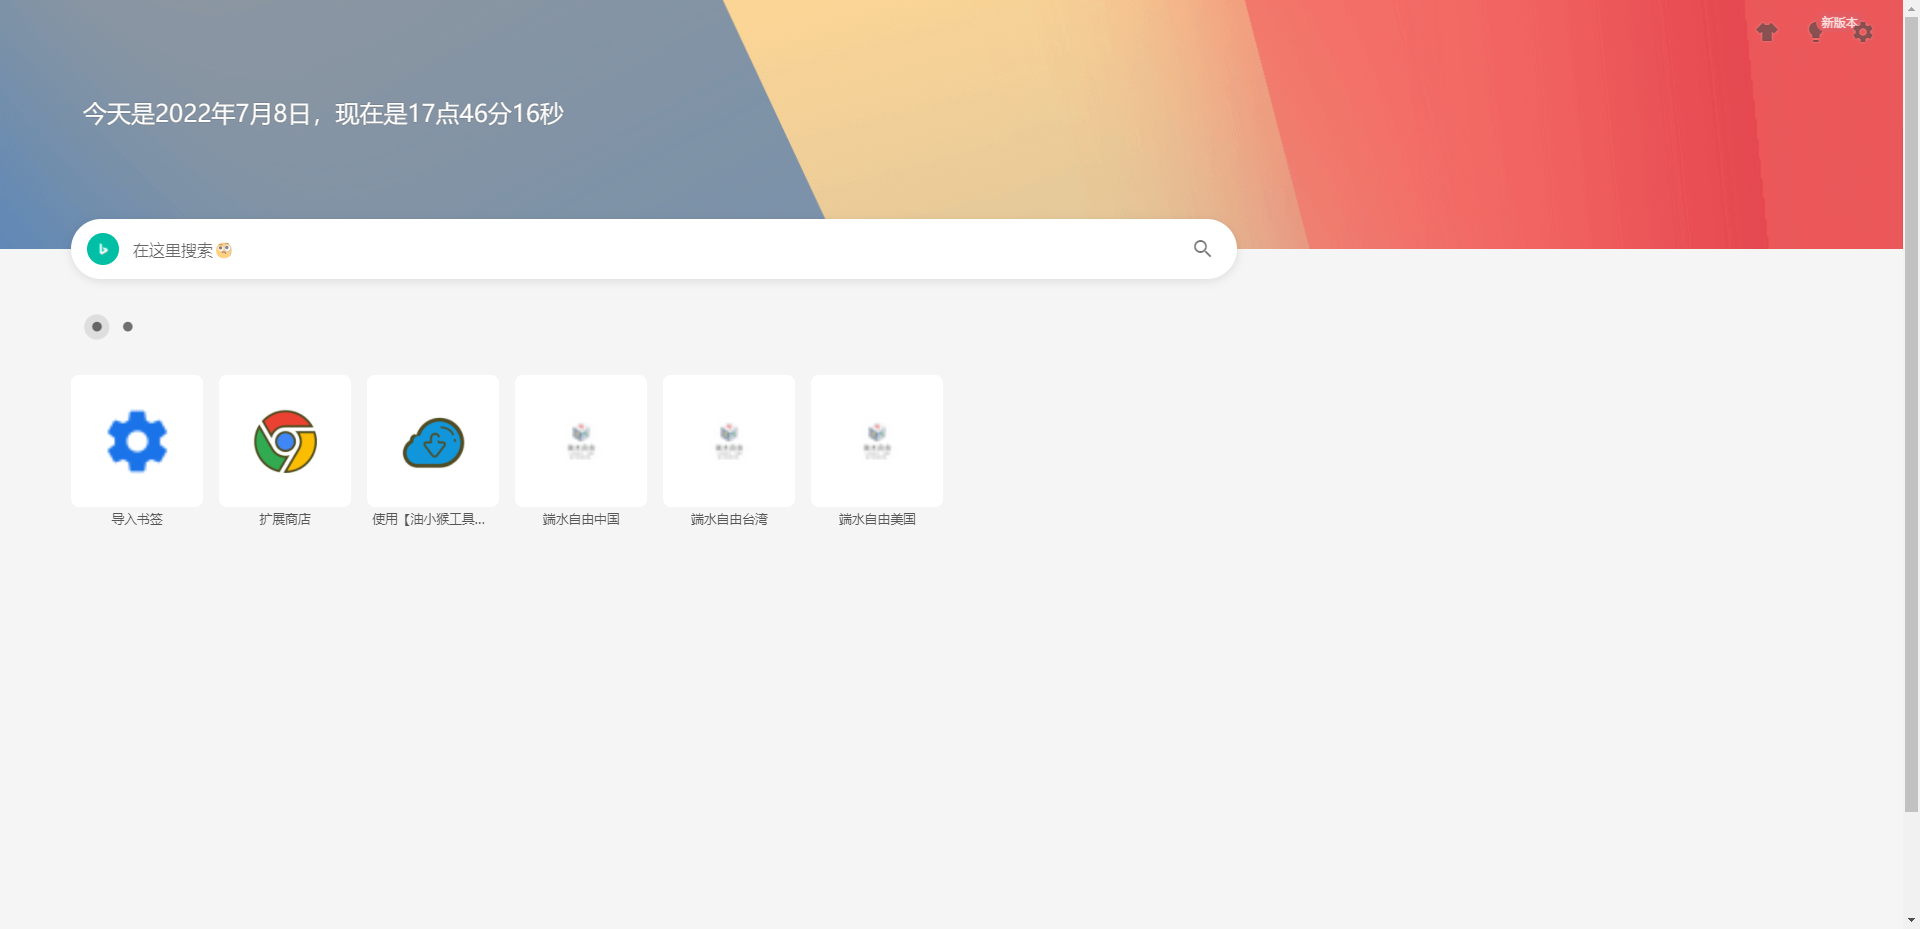 新版本
今天是2022年7月8日，现在是17点46分16秒
在这里搜索🧐
导入书签
扩展商店
使用【油小猴工具...
端水自由中国
端水自由台湾
端水自由美国